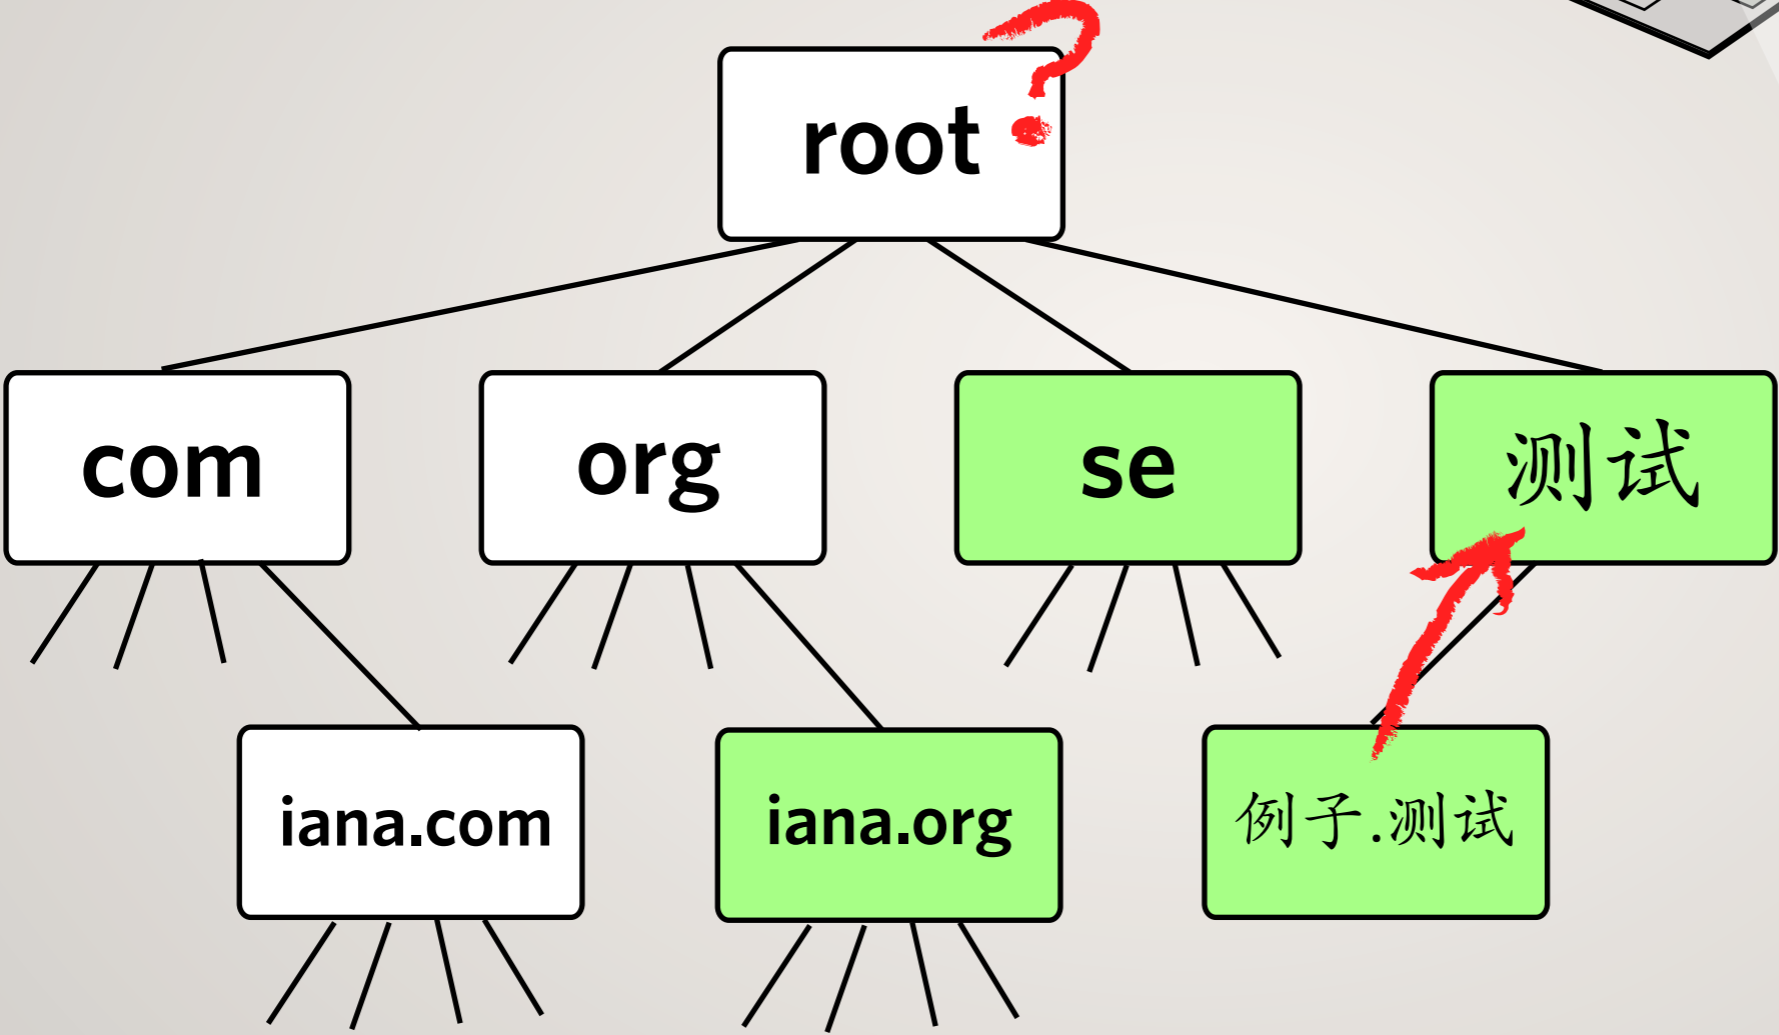 root ?
com
org
se
测试
iana.com
iana.org
例子.测试